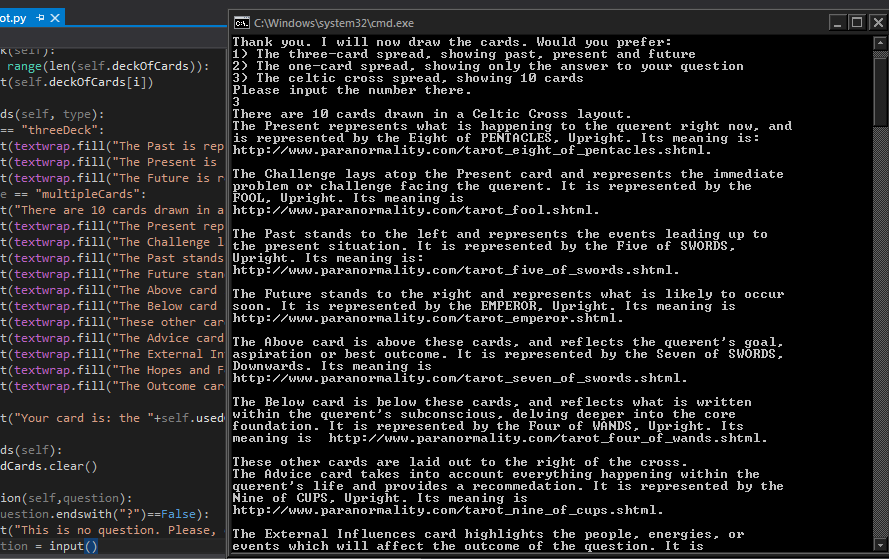 ot.py
k(self):
range(len(self.deckOfCards)):
t(self.deckOfCards[i])
ds(self, type):
== "threeDeck":
t(textwrap.fill("The Past is rep
t(textwrap.fill("The Present is
t(textwrap.fill("The Future is r
e == "multipleCards":
t("There are 10 cards drawn in a
t(textwrap.fill("The Present rep
t(textwrap.fill("The Challenge l
t(textwrap.fill("The Past stands
t(textwrap.fill("The Future stan
t(textwrap.fill("The Above card
t(textwrap.fill("The Below card
t(textwrap.fill("These other car
t(textwrap.fill("The Advice card
t(textwrap.fill("The External In
t(textwrap.fill("The Hopes and F
t(textwrap.fill("The Outcome car
t("Your card is: the "+self.used
ds(self):
dCards.clear()
ion(self,question):
uestion.endswith("?")==False):
t("This is no question. Please,
tion = input()
C:\Windows\system32\cmd.exe
Thank you. I will now draw the cards. Would you prefer:
1) The three-card spread, showing past, present and future
2) The one-card spread, showing only the answer to your question
3) The celtic cross spread, showing 10 cards
Please input the number there.
3
There are 10 cards drawn in a Celtic Cross layout.
The Present represents what is happening to the querent right now, and
is represented by the Eight of PENTACLES, Upright. Its meaning is:
http://www.paranormality.com/tarot_eight_of_pentacles.shtml.
The Challenge lays atop the Present card and represents the immediate
problem or challenge facing the querent. It is represented by the
FOOL, Upright. Its meaning is
http://www.paranormality.com/tarot_fool.shtml.
The Past stands to the left and represents the events leading up to
the present situation. It is represented by the Five of SWORDS,
Upright. Its meaning is:
http://www.paranormality.com/tarot_five_of_swords.shtml.
The Future stands to the right and represents what is likely to occur
soon. It is represented by the EMPEROR, Upright. Its meaning is
http://www.paranormality.com/tarot_emperor.shtml.
The Above card is above these cards, and reflects the querent's goal,
aspiration or best outcome. It is represented by the Seven of SWORDS,
Downwards. Its meaning is
http://www.paranormality.com/tarot_seven_of_swords.shtml.
The Below card is below these cards, and reflects what is written
within the querent's subconscious, delving deeper into the core
foundation. It is represented by the Four of WANDS, Upright. Its
meaning is  http://www.paranormality.com/tarot_four_of_wands.shtml.
These other cards are laid out to the right of the cross.
The Advice card takes into account everything happening within the
querent's life and provides a recommedation. It is represented by the
Nine of CUPS, Upright. Its meaning is
http://www.paranormality.com/tarot_nine_of_cups.shtml.
The External Influences card highlights the people, energies, or
events which will affect the outcome of the question. It is